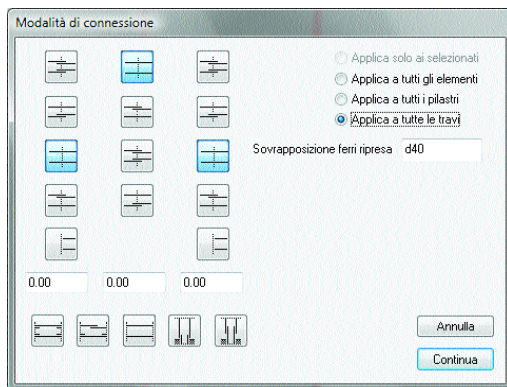 Modalità di connessione
Applica solo ai selezionati
Applica a tutti gli elementi
Applica a tutti i pilastri
Applica a tutte le travi
Sovrapposizione ferri ripresa d40
0.00 0.00 0.00
Annulla
Continua